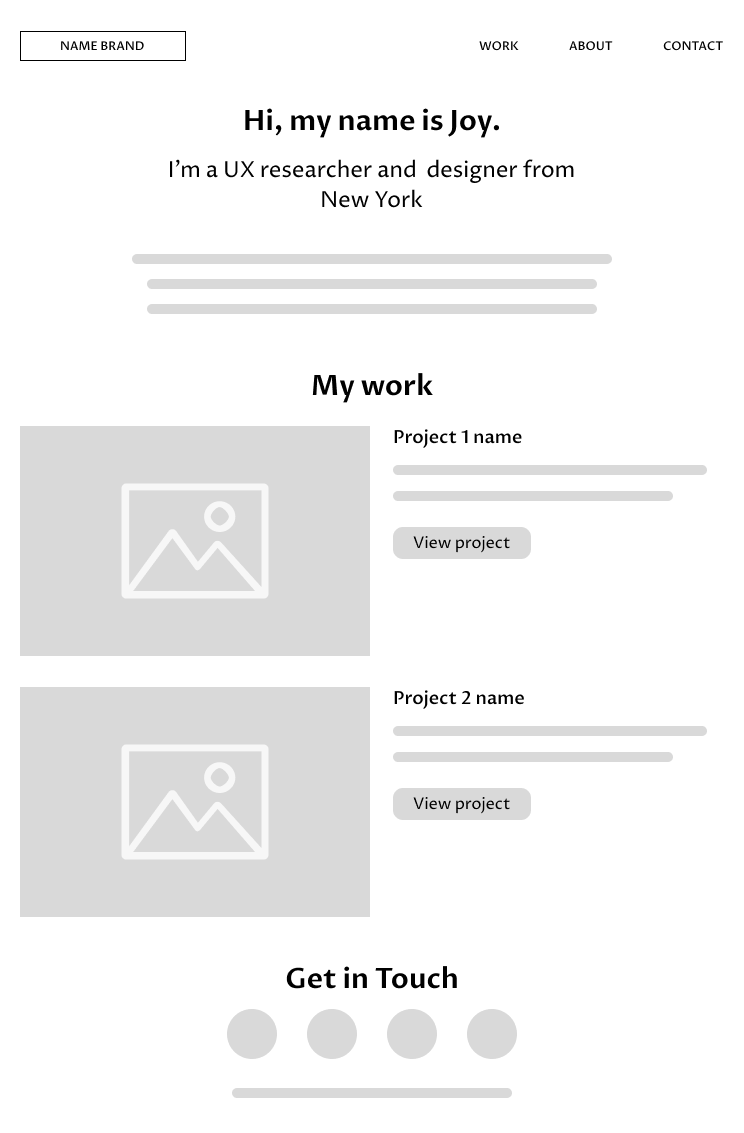 NAME BRAND
WORK ABOUT CONTACT
Hi, my name is Joy.
I’m a UX researcher and  designer from
New York
My work
Project 1 name
View project
Project 2 name
View project
Get in Touch